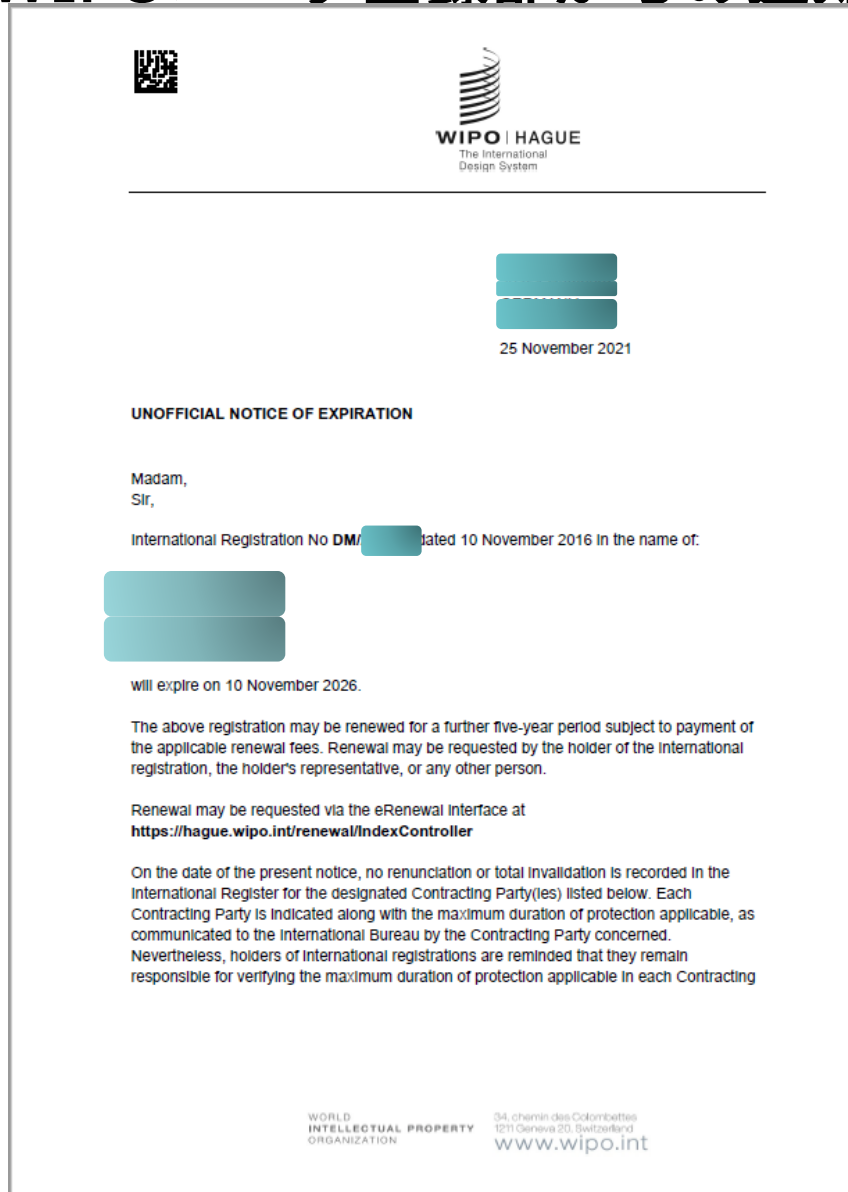 WIPO | HAGUE
The International
Design System
25 November 2021
UNOFFICIAL NOTICE OF EXPIRATION
Madam,
Sir,
International Registration No DM/ dated 10 November 2016 in the name of:
will expire on 10 November 2026.
The above registration may be renewed for a further five-year period subject to payment of
the applicable renewal fees. Renewal may be requested by the holder of the international
registration, the holder's representative, or any other person.
Renewal may be requested via the eRenewal interface at
https://hague.wipo.int/renewal/IndexController
On the date of the present notice, no renunciation or total invalidation is recorded in the
International Register for the designated Contracting Party(ies) listed below. Each
Contracting Party is indicated along with the maximum duration of protection applicable, as
communicated to the International Bureau by the Contracting Party concerned.
Nevertheless, holders of international registrations are reminded that they remain
responsible for verifying the maximum duration of protection applicable in each Contracting
WORLD
INTELLECTUAL PROPERTY
ORGANIZATION
34, chemin des Colombettes
1211 Geneva 20, Switzerland
www.wipo.int